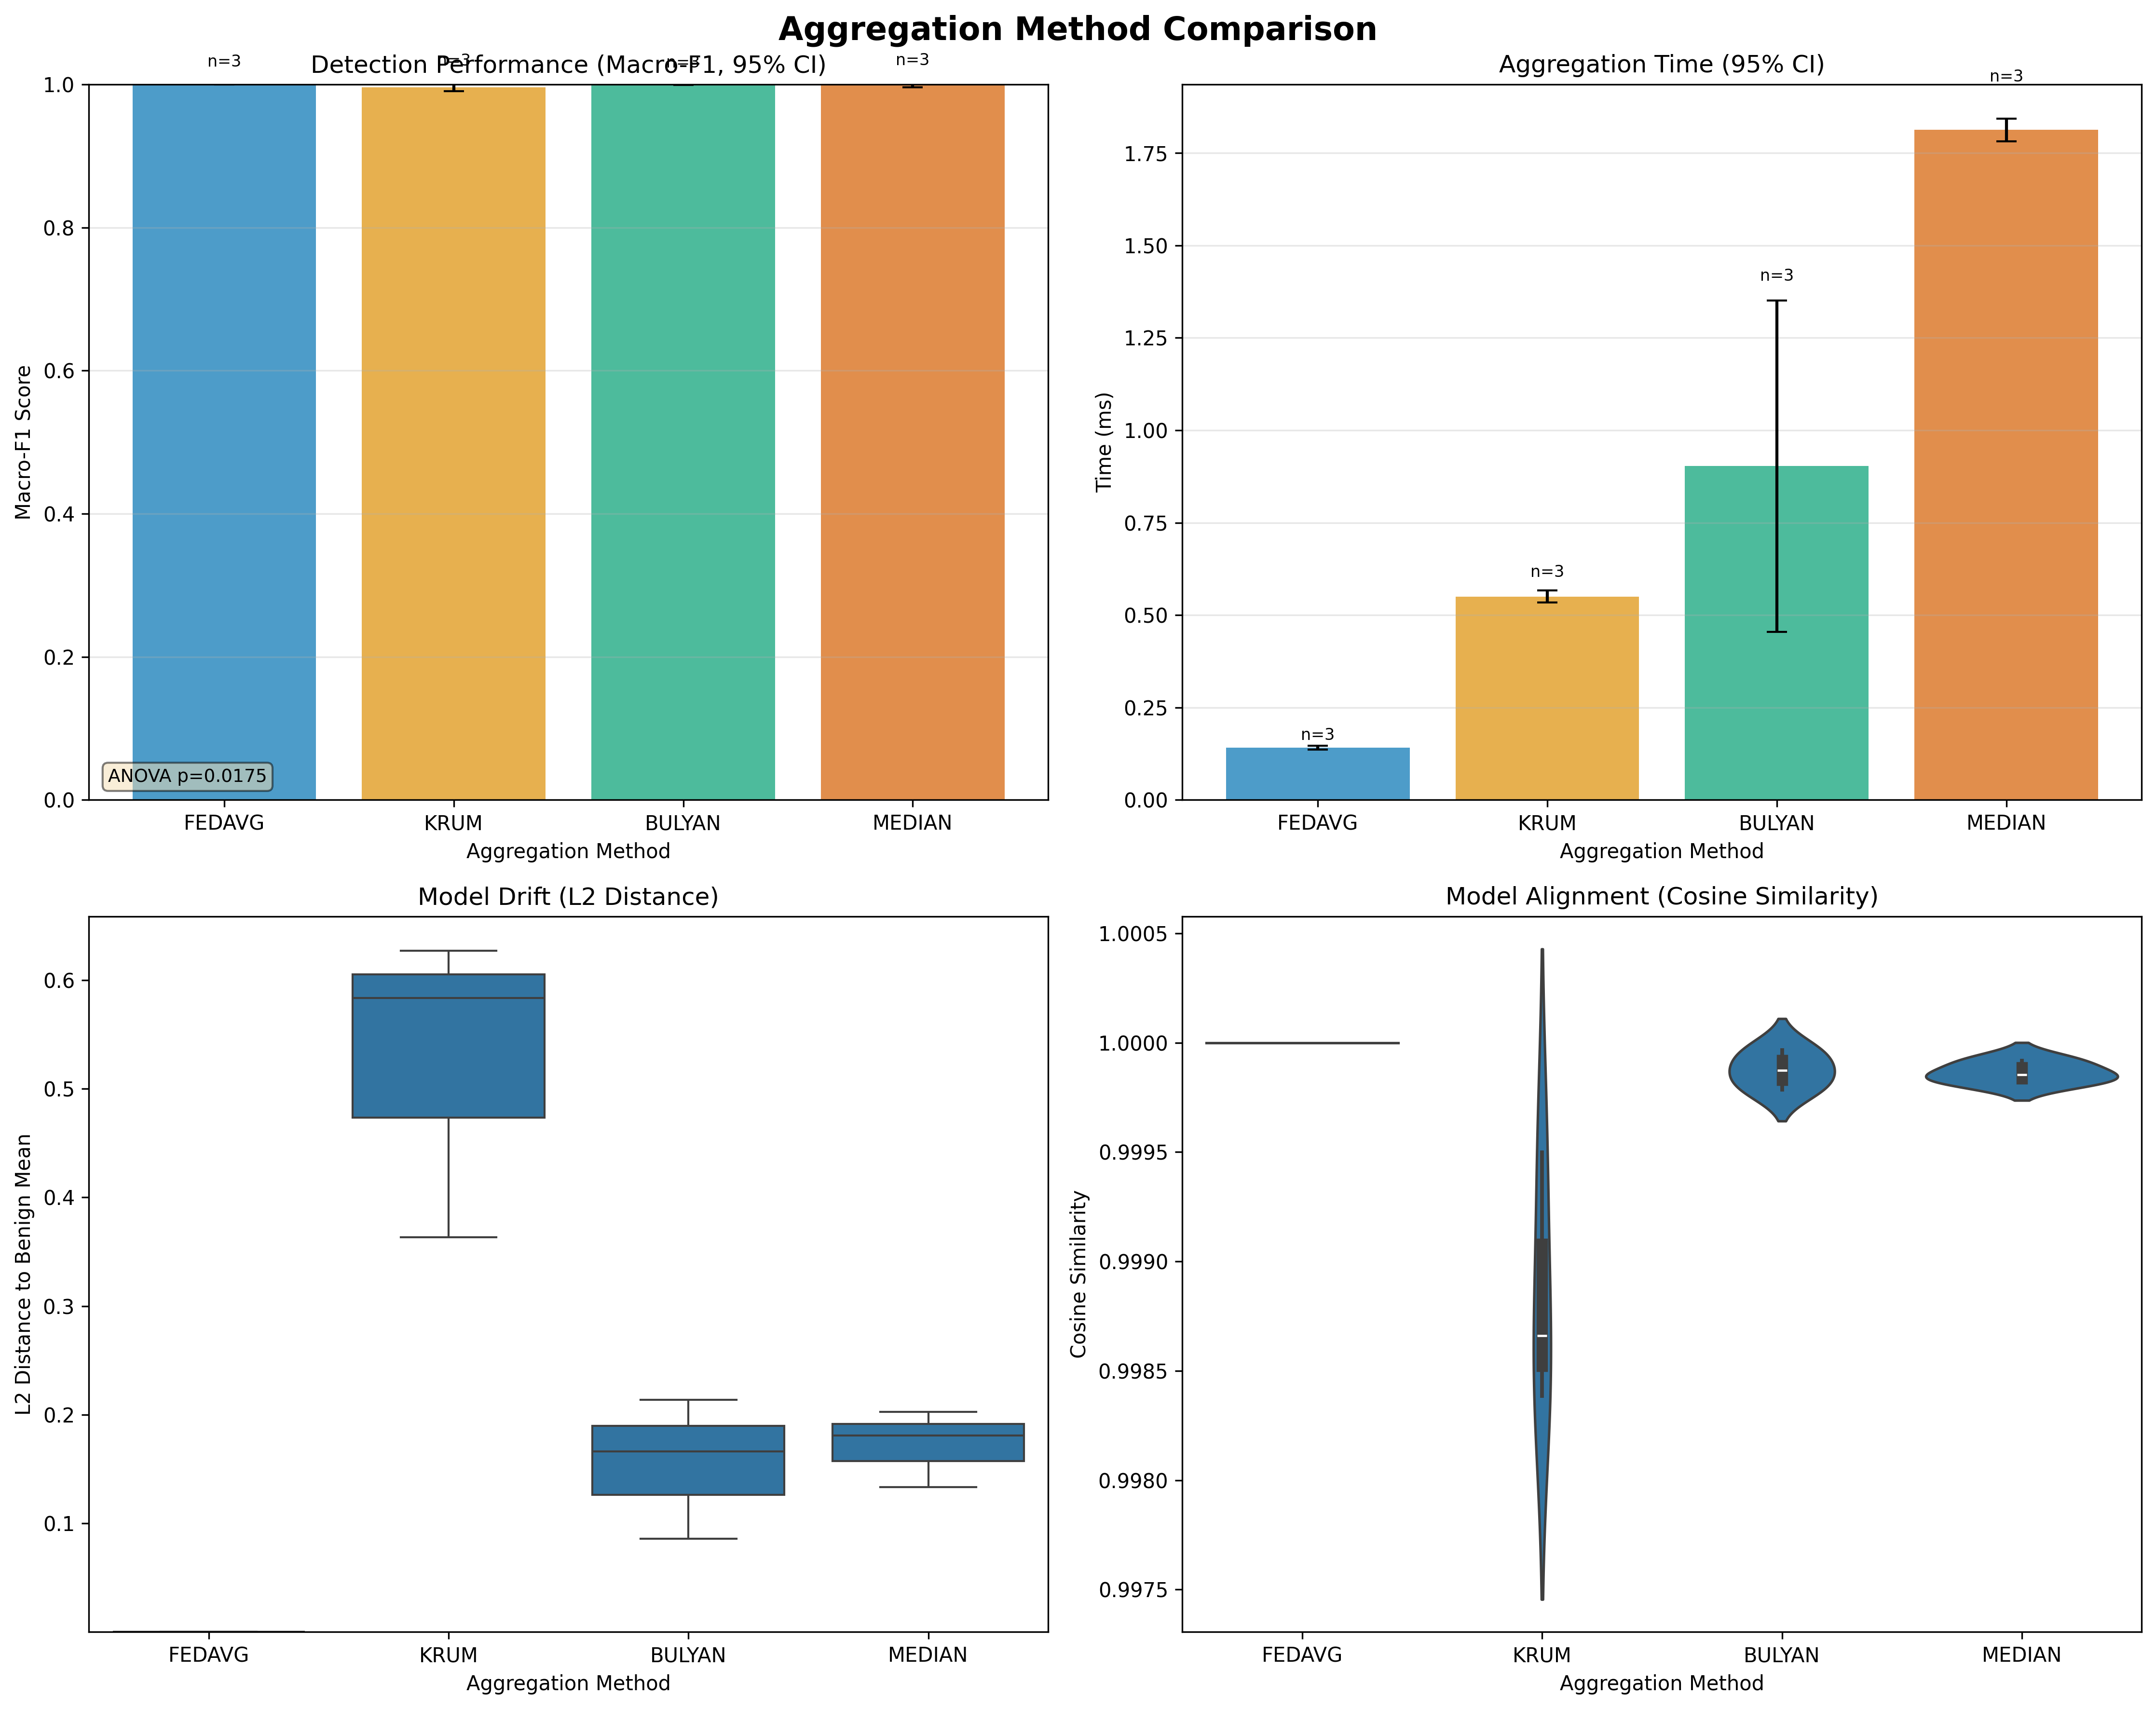 Aggregation Method Comparison
Detection Performance (Macro-F1, 95% CI)
n=3
n=3
n=3
n=3
1.0
0.8
0.6
0.4
0.2
0.0
Macro-F1 Score
ANOVA p=0.0175
FEDAVG
KRUM
BULYAN
MEDIAN
Aggregation Method
Aggregation Time (95% CI)
n=3
n=3
n=3
n=3
1.75
1.50
1.25
1.00
0.75
0.50
0.25
0.00
Time (ms)
FEDAVG
KRUM
BULYAN
MEDIAN
Aggregation Method
Model Drift (L2 Distance)
0.6
0.5
0.4
0.3
0.2
0.1
L2 Distance to Benign Mean
FEDAVG
KRUM
BULYAN
MEDIAN
Aggregation Method
Model Alignment (Cosine Similarity)
1.0005
1.0000
0.9995
0.9990
0.9985
0.9980
0.9975
Cosine Similarity
FEDAVG
KRUM
BULYAN
MEDIAN
Aggregation Method